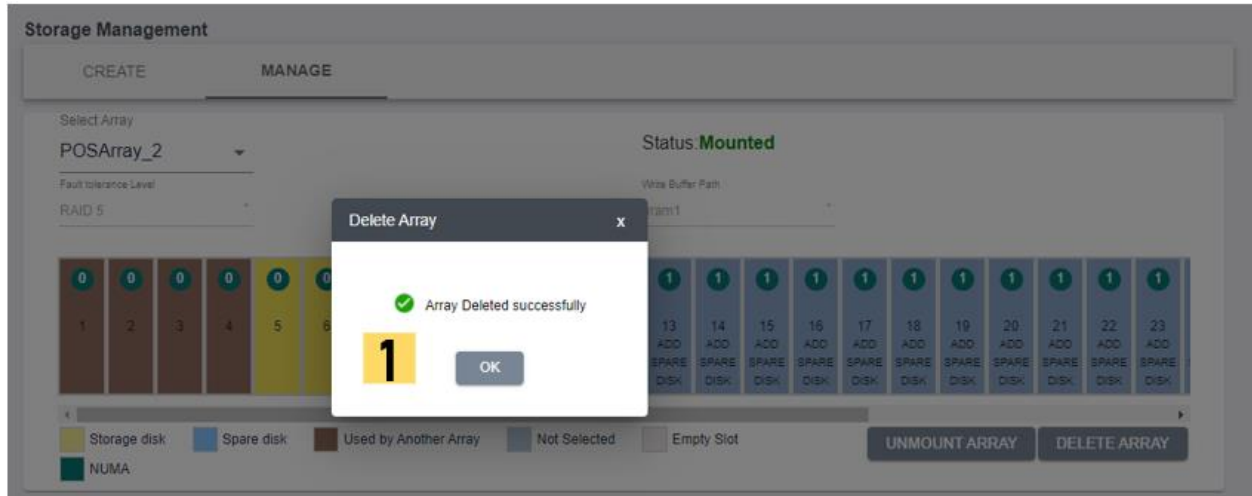 Storage Management
CREATE MANAGE
Select Array
POSArray_2
Status:Mounted
Fault tolerance Level
Write Buffer Path
RAID 5
Delete Array x
0 0 0 0 0 0 1 1 1 1 1 1 1 1 1 1 1
Array Deleted successfully
1 2 3 4 5 6 13 14 15 16 17 18 19 20 21 22 23
ADD ADD ADD ADD ADD ADD ADD ADD ADD ADD ADD
SPARE SPARE SPARE SPARE SPARE SPARE SPARE SPARE SPARE SPARE SPARE
DISK DISK DISK DISK DISK DISK DISK DISK DISK DISK DISK
1 OK
Storage disk Spare disk Used by Another Array Not Selected Empty Slot
UNMOUNT ARRAY DELETE ARRAY
NUMA